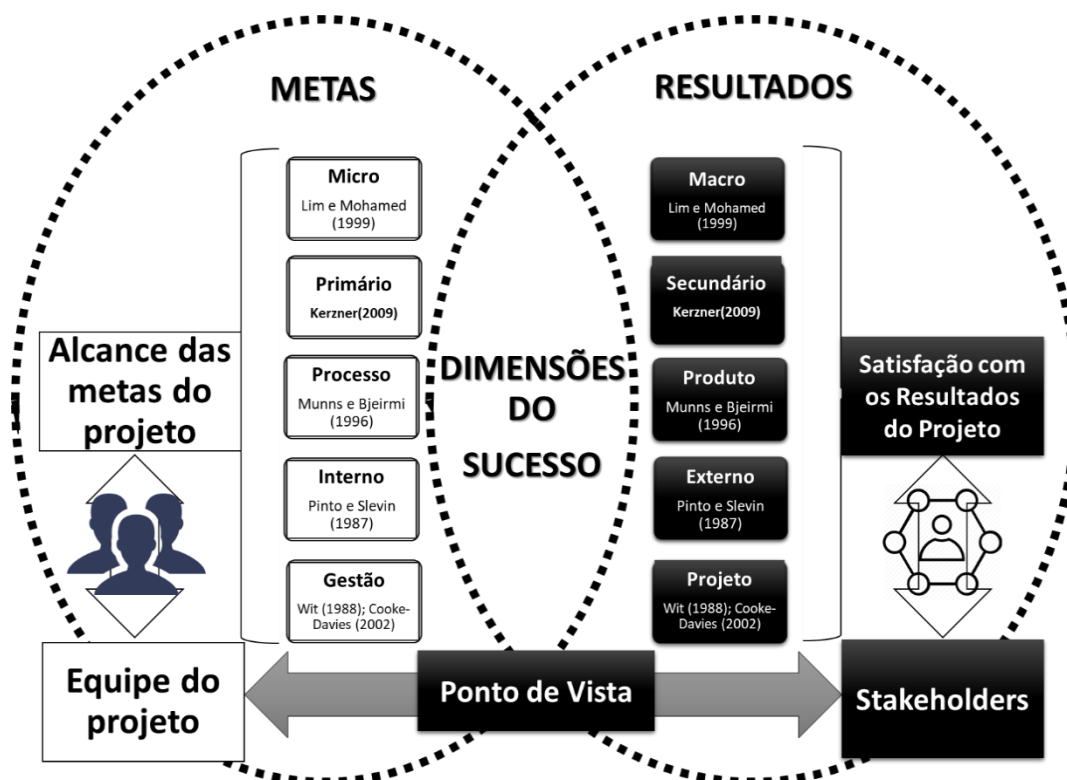 METAS
RESULTADOS
Micro
Lim e Mohamed
(1999)
Primário
Kerzner(2009)
Processo
Munns e Bjeirmi
(1996)
Interno
Pinto e Slevin
(1987)
Gestão
Wit (1988); Cooke-
Davies (2002)
Alcance das
metas do
projeto
Equipe do
projeto
DIMENSÕES
DO
SUCESSO
Macro
Lim e Mohamed
(1999)
Secundário
Kerzner(2009)
Produto
Munns e Bjeirmi
(1996)
Externo
Pinto e Slevin
(1987)
Projeto
Wit (1988); Cooke-
Davies (2002)
Satisfação com
os Resultados
do Projeto
Ponto de Vista
Stakeholders